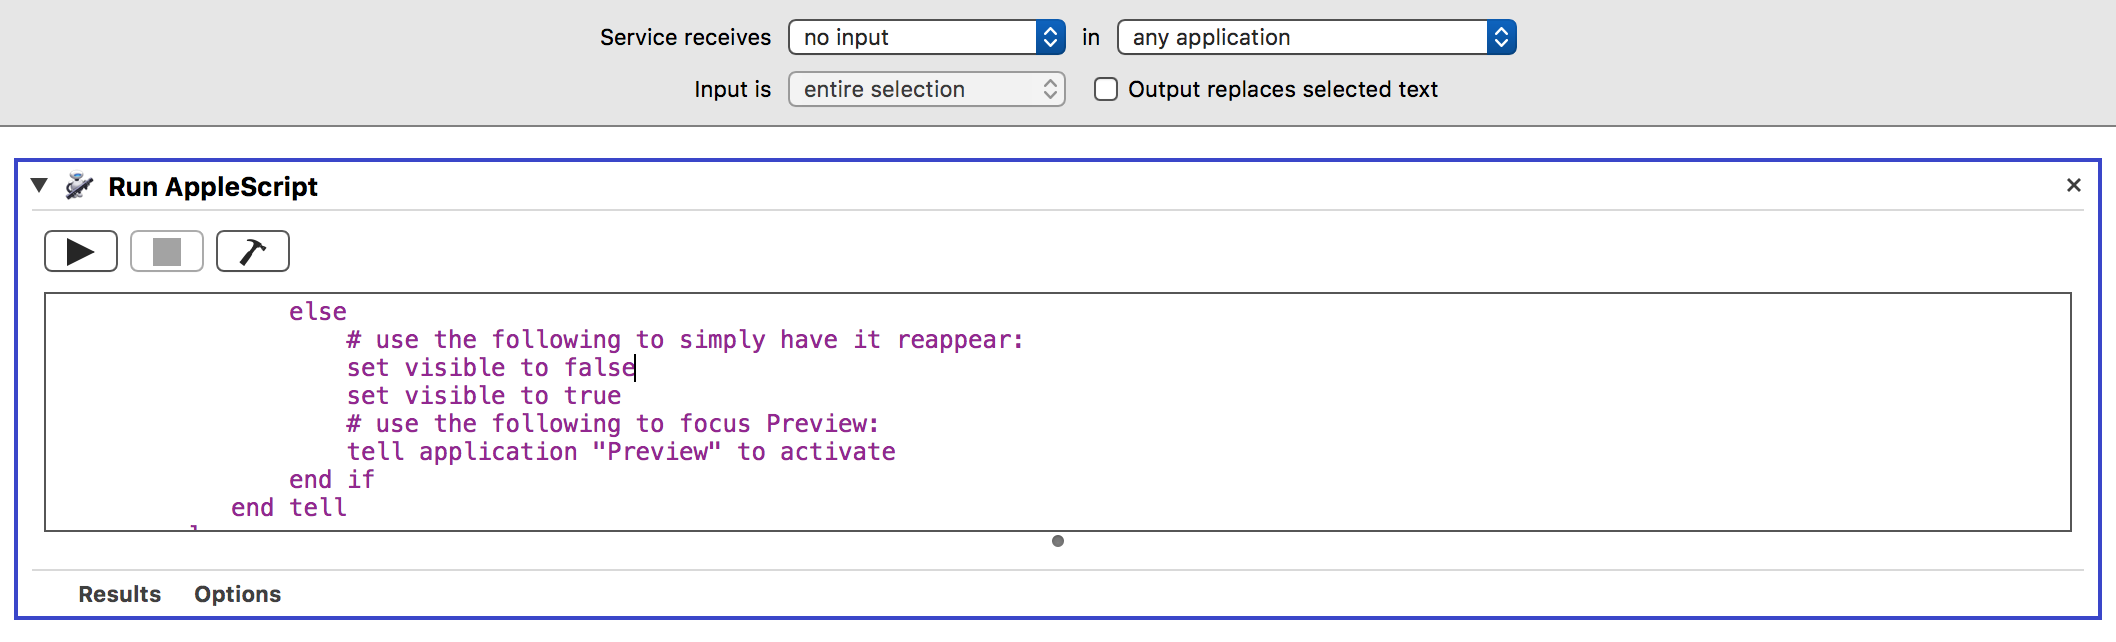 Service receives no input in any application
Input is entire selection Output replaces selected text
Run AppleScript
else
# use the following to simply have it reappear:
set visible to false
set visible to true
# use the following to focus Preview:
tell application "Preview" to activate
end if
end tell
Results Options